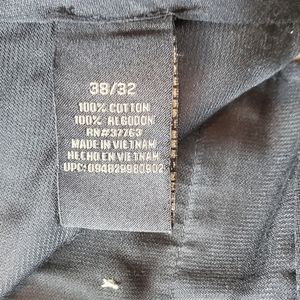 38/32
100% COTTON
100% ALGODON
RN#37763
MADE IN VIETNAM
HECHO EN VIETNAM
UPC:094829980902